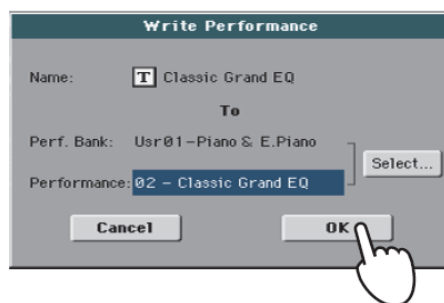 Write Performance
Name: T Classic Grand EQ
To
Perf. Bank: Usr01-Piano & E.Piano
Select...
Performance: 02 - Classic Grand EQ
Cancel OK